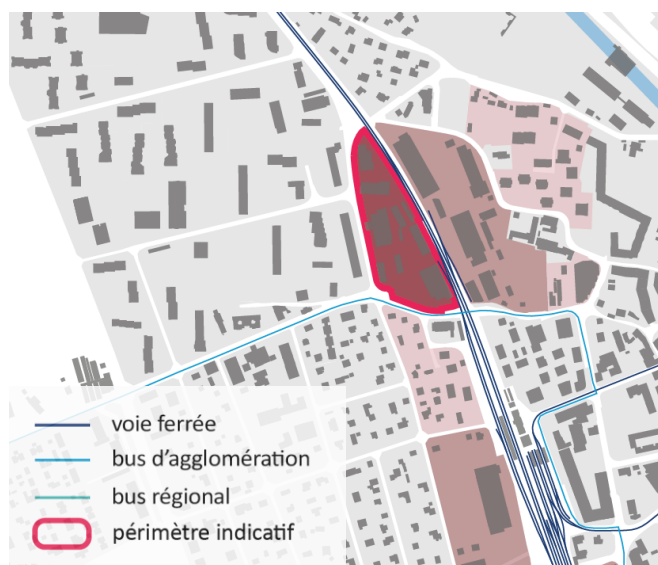 voie ferrée
bus d'agglomération
bus régional
périmètre indicatif